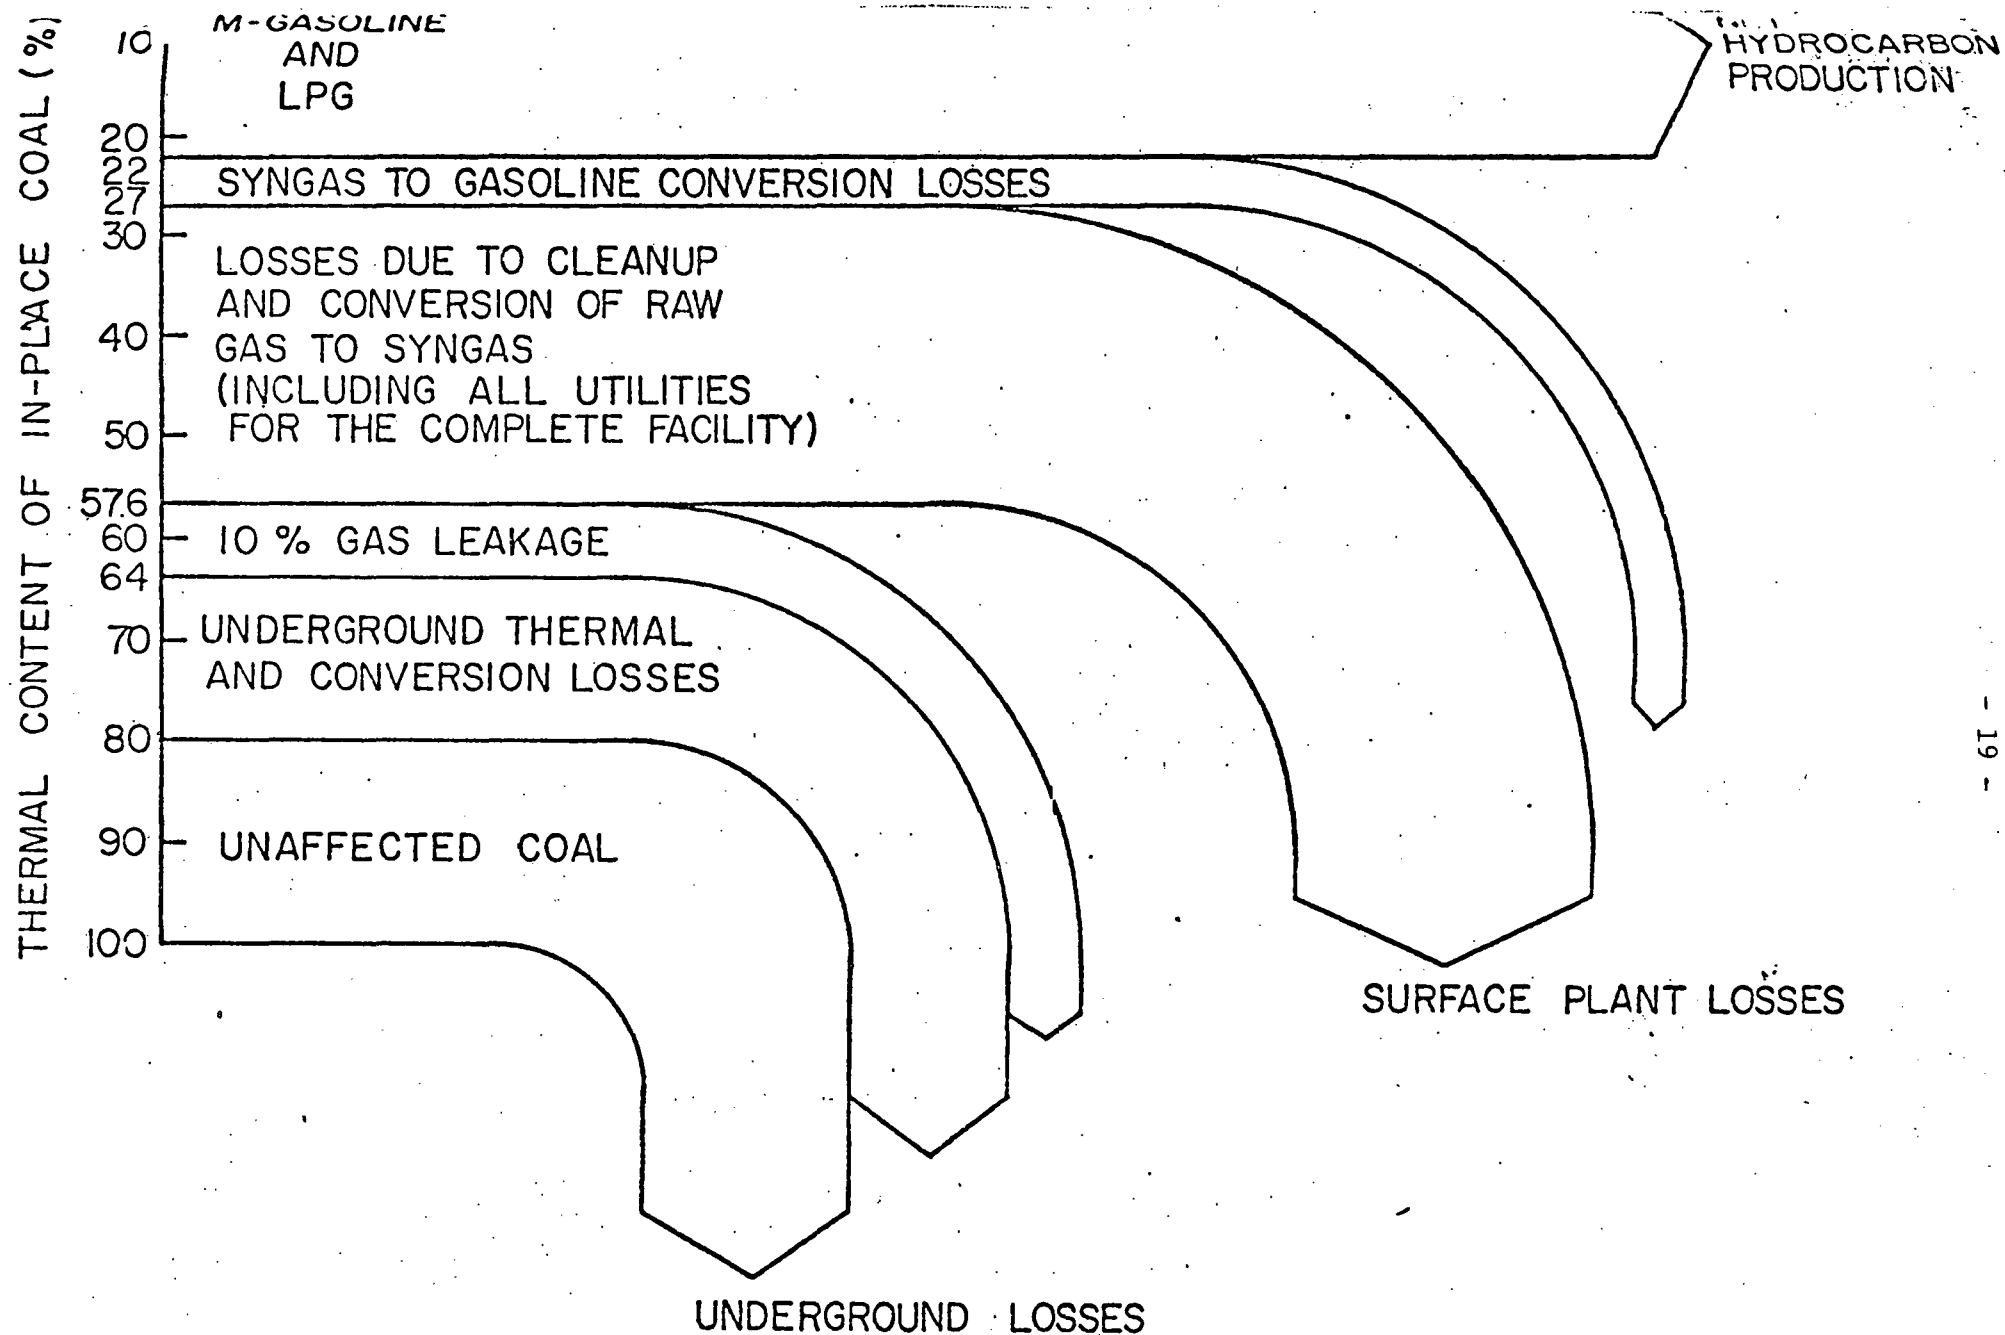 THERMAL CONTENT OF IN-PLACE COAL (%)
10
20
22
27
30
40
50
57.6
60
64
70
80
90
100
M-GASOLINE
AND
LPG
HYDROCARBON
PRODUCTION
SYNGAS TO GASOLINE CONVERSION LOSSES
LOSSES DUE TO CLEANUP
AND CONVERSION OF RAW
GAS TO SYNGAS
(INCLUDING ALL UTILITIES
FOR THE COMPLETE FACILITY)
10 % GAS LEAKAGE
UNDERGROUND THERMAL
AND CONVERSION LOSSES
UNAFFECTED COAL
SURFACE PLANT LOSSES
UNDERGROUND LOSSES
- 19 -